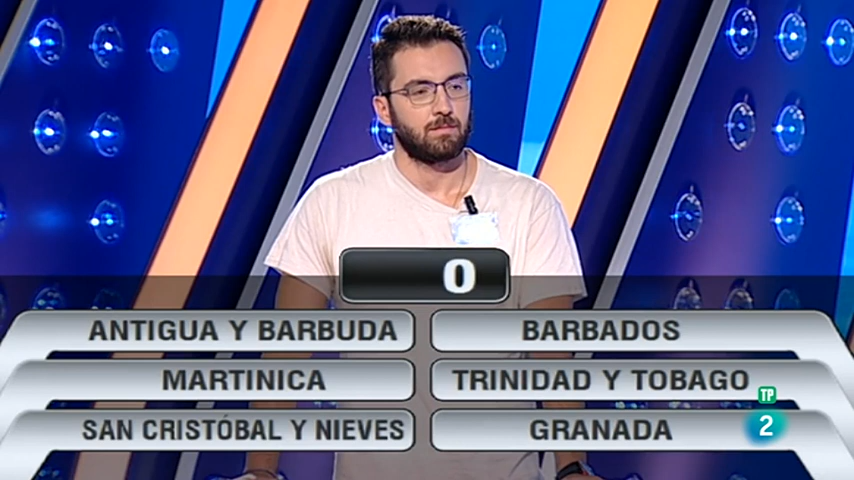 0
ANTIGUA Y BARBUDA
BARBADOS
MARTINICA
TRINIDAD Y TOBAGO
SAN CRISTÓBAL Y NIEVES
GRANADA
TP
2